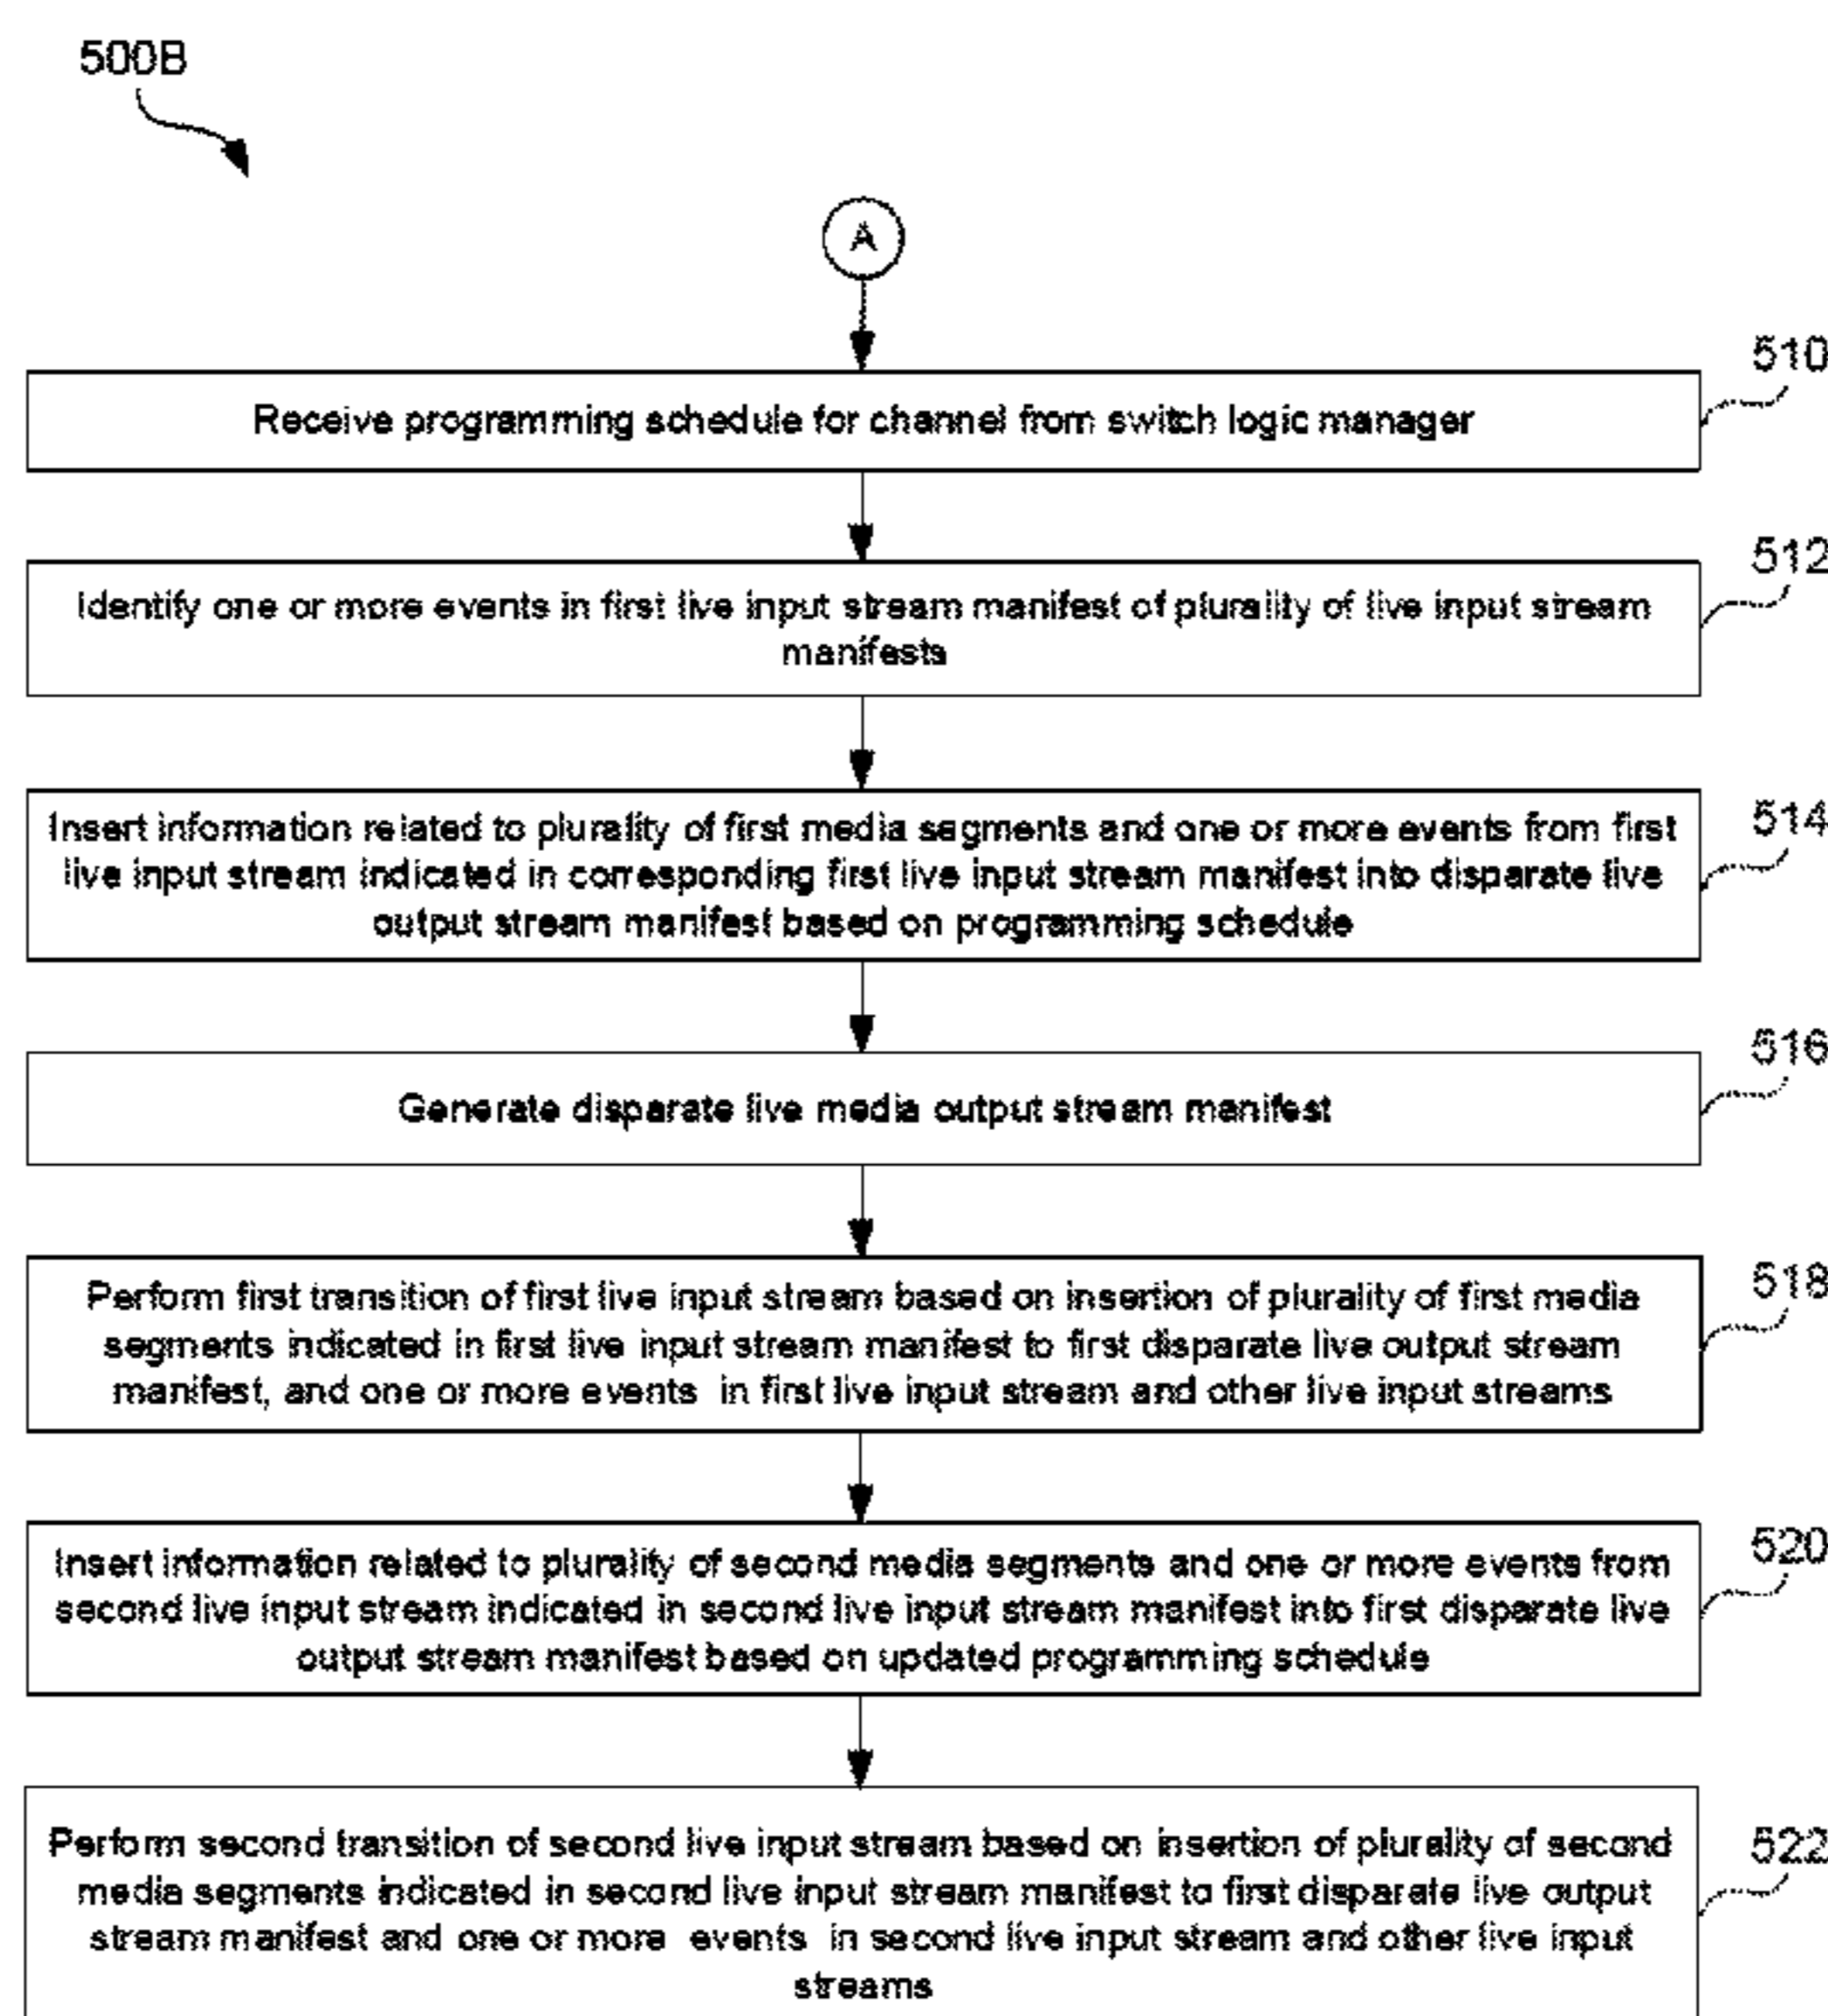 500B
A
510
Receive programming schedule for channel from switch logic manager
512
Identify one or more events in first live input stream manifest of plurality of live input stream
manifests
514
Insert information related to plurality of first media segments and one or more events from first
live input stream indicated in corresponding first live input stream manifest into disparate live
output stream manifest based on programming schedule
516
Generate disparate live media output stream manifest
518
Perform first transition of first live input stream based on insertion of plurality of first media
segments indicated in first live input stream manifest to first disparate live output stream
manifest, and one or more events in first live input stream and other live input streams
520
Insert information related to plurality of second media segments and one or more events from
second live input stream indicated in second live input stream manifest into first disparate live
output stream manifest based on updated programming schedule
522
Perform second transition of second live input stream based on insertion of plurality of second
media segments indicated in second live input stream manifest to first disparate live output
stream manifest and one or more events in second live input stream and other live input
streams